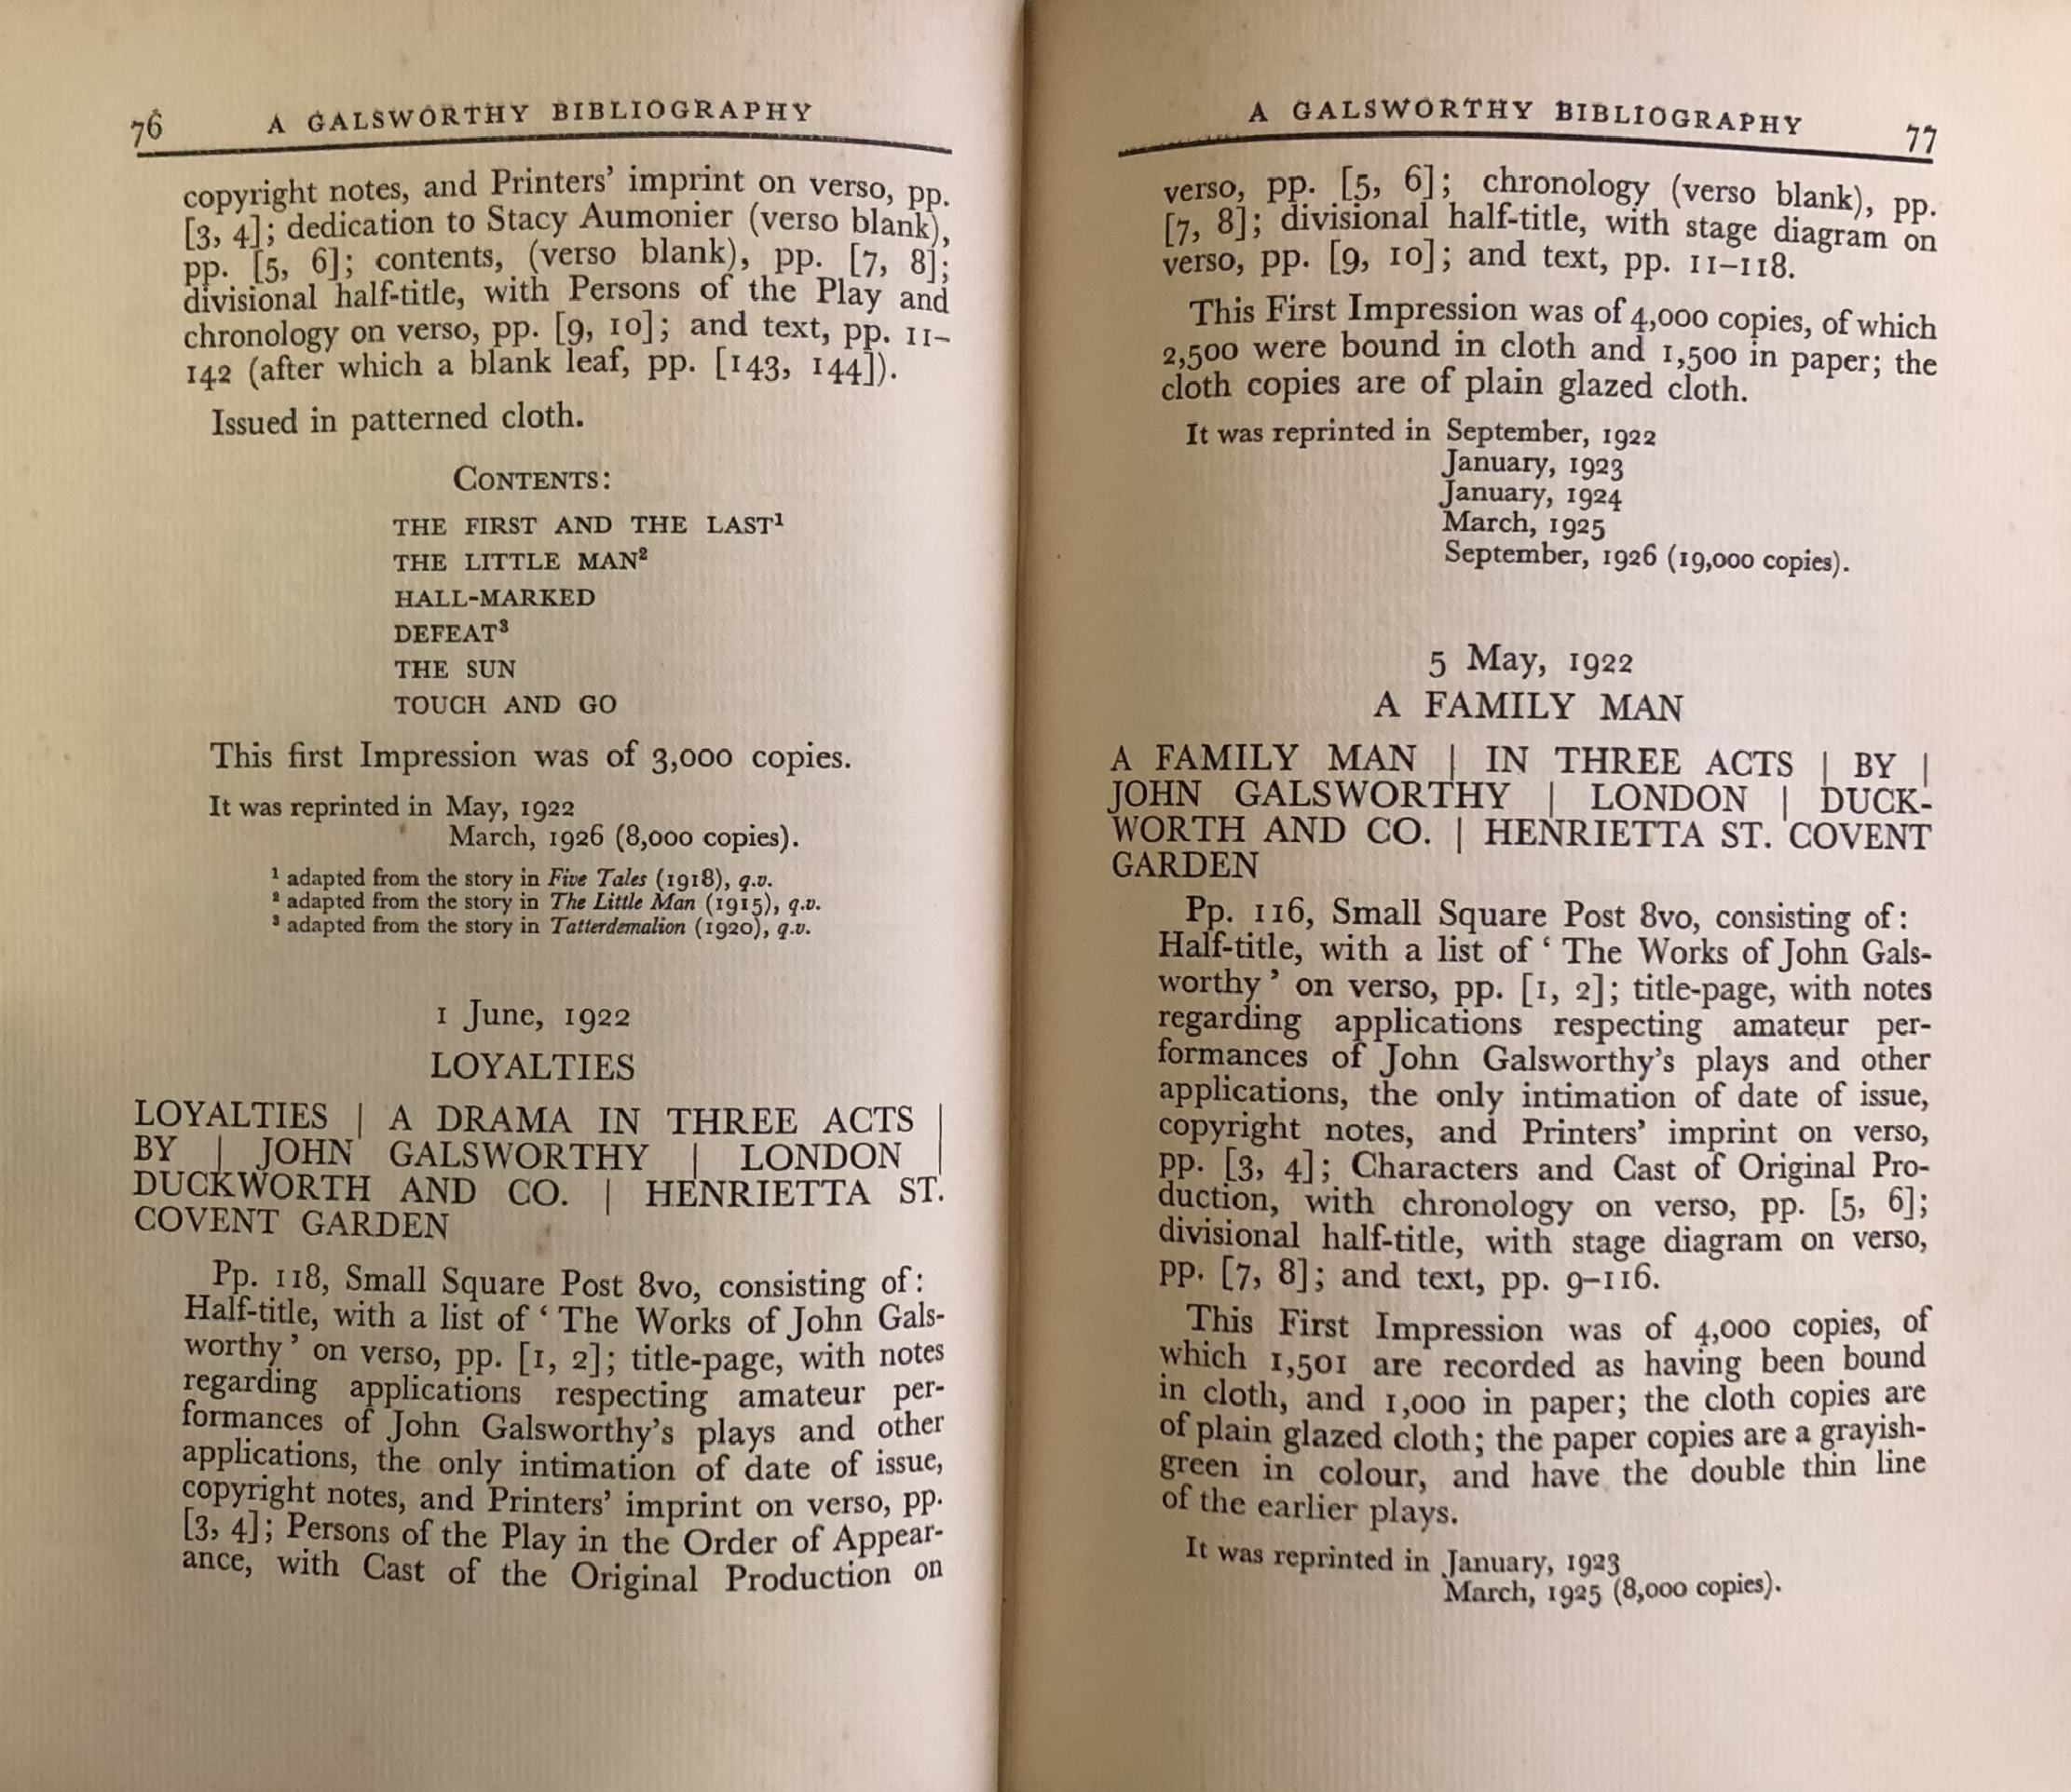 76 A GALSWORTHY BIBLIOGRAPHY
copyright notes, and Printers' imprint on verso, pp.
[3, 4]; dedication to Stacy Aumonier (verso blank),
pp. [5, 6]; contents, (verso blank), pp. [7, 8];
divisional half-title, with Persons of the Play and
chronology on verso, pp. [9, 10]; and text, pp. 11–
142 (after which a blank leaf, pp. [143, 144]).
Issued in patterned cloth.
CONTENTS:
THE FIRST AND THE LAST¹
THE LITTLE MAN²
HALL-MARKED
DEFEAT³
THE SUN
TOUCH AND GO
This first Impression was of 3,000 copies.
It was reprinted in May, 1922
March, 1926 (8,000 copies).
¹ adapted from the story in Five Tales (1918), q.v.
² adapted from the story in The Little Man (1915), q.v.
³ adapted from the story in Tatterdemalion (1920), q.v.
1 June, 1922
LOYALTIES
LOYALTIES | A DRAMA IN THREE ACTS |
BY | JOHN GALSWORTHY | LONDON |
DUCKWORTH AND CO. | HENRIETTA ST.
COVENT GARDEN
Pp. 118, Small Square Post 8vo, consisting of:
Half-title, with a list of ‘ The Works of John Gals-
worthy ’ on verso, pp. [1, 2]; title-page, with notes
regarding applications respecting amateur per-
formances of John Galsworthy's plays and other
applications, the only intimation of date of issue,
copyright notes, and Printers' imprint on verso, pp.
[3, 4]; Persons of the Play in the Order of Appear-
ance, with Cast of the Original Production on
A GALSWORTHY BIBLIOGRAPHY 77
verso, pp. [5, 6]; chronology (verso blank), pp.
[7, 8]; divisional half-title, with stage diagram on
verso, pp. [9, 10]; and text, pp. 11–118.
This First Impression was of 4,000 copies, of which
2,500 were bound in cloth and 1,500 in paper; the
cloth copies are of plain glazed cloth.
It was reprinted in September, 1922
January, 1923
January, 1924
March, 1925
September, 1926 (19,000 copies).
5 May, 1922
A FAMILY MAN
A FAMILY MAN | IN THREE ACTS | BY |
JOHN GALSWORTHY | LONDON | DUCK-
WORTH AND CO. | HENRIETTA ST. COVENT
GARDEN
Pp. 116, Small Square Post 8vo, consisting of:
Half-title, with a list of ‘ The Works of John Gals-
worthy ’ on verso, pp. [1, 2]; title-page, with notes
regarding applications respecting amateur per-
formances of John Galsworthy's plays and other
applications, the only intimation of date of issue,
copyright notes, and Printers' imprint on verso,
pp. [3, 4]; Characters and Cast of Original Pro-
duction, with chronology on verso, pp. [5, 6];
divisional half-title, with stage diagram on verso,
pp. [7, 8]; and text, pp. 9–116.
This First Impression was of 4,000 copies, of
which 1,501 are recorded as having been bound
in cloth, and 1,000 in paper; the cloth copies are
of plain glazed cloth; the paper copies are a grayish-
green in colour, and have the double thin line
of the earlier plays.
It was reprinted in January, 1923
March, 1925 (8,000 copies).